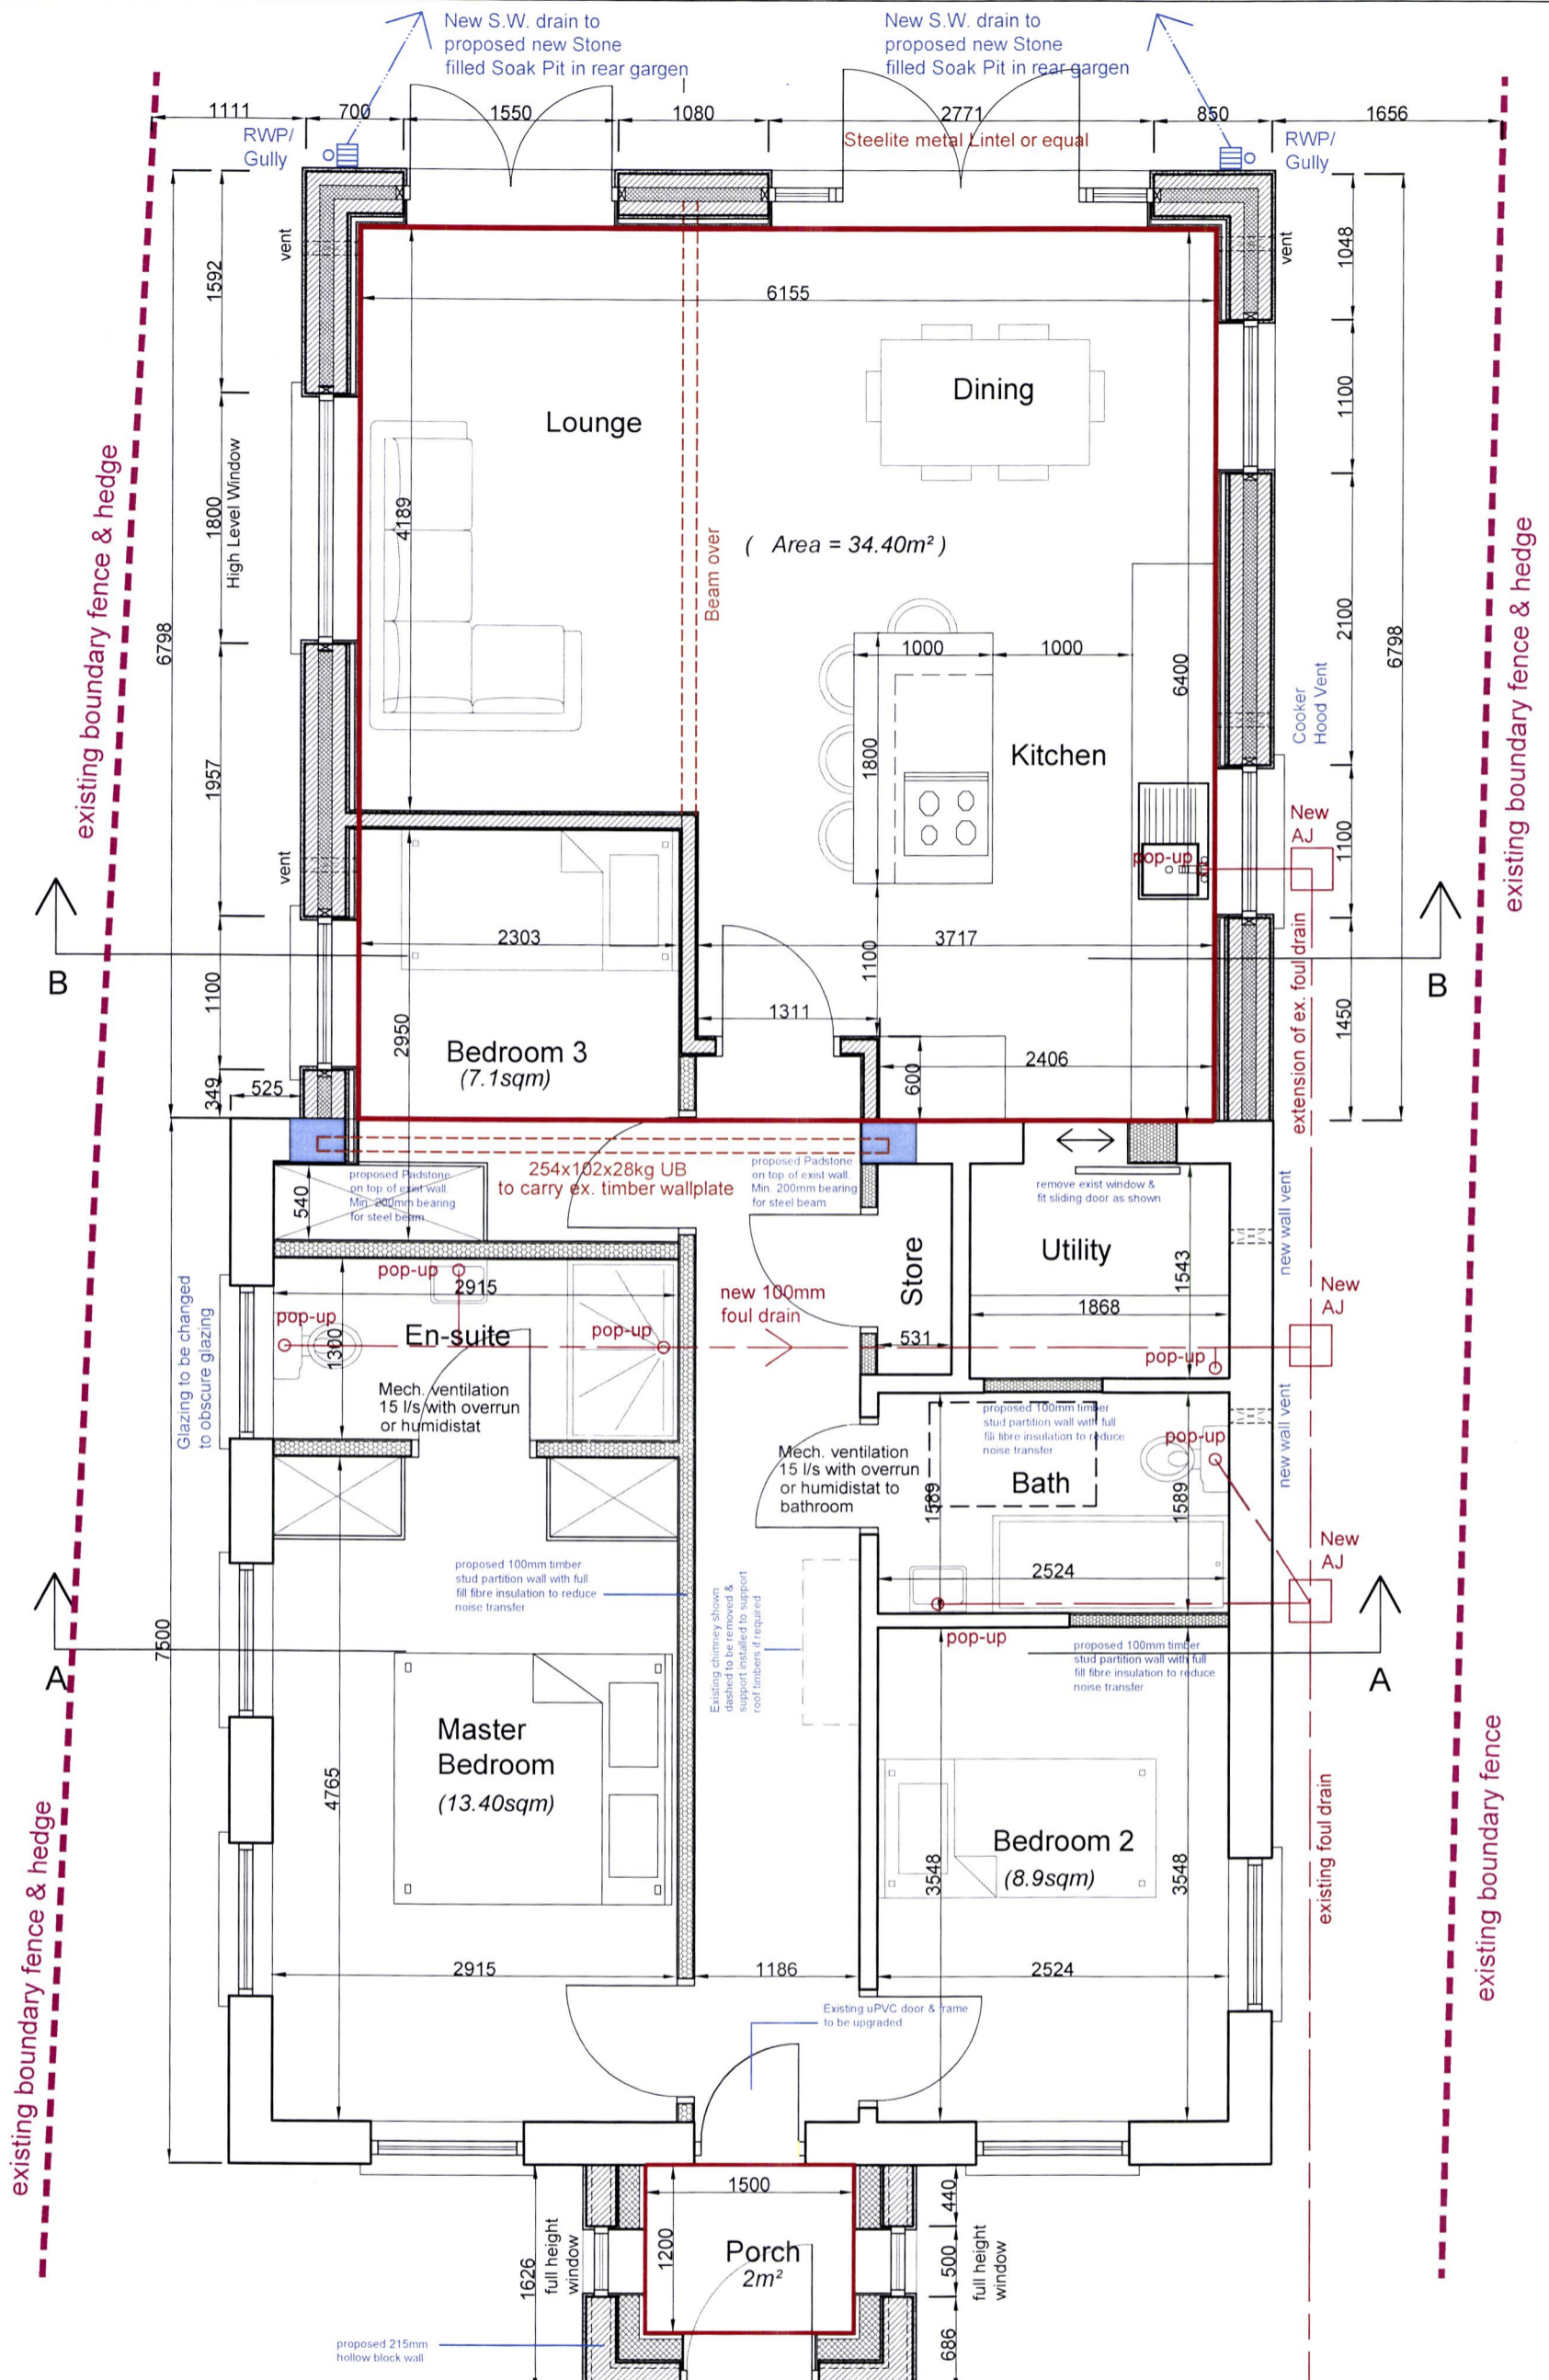 New S.W. drain to
proposed new Stone
filled Soak Pit in rear gargen
New S.W. drain to
proposed new Stone
filled Soak Pit in rear gargen
1111
700
1550
1080
2771
850
1656
RWP/
Gully
Steelite metal Lintel or equal
RWP/
Gully
vent
vent
1592
1048
6155
Dining
Lounge
1100
existing boundary fence & hedge
1800
High Level Window
4189
Beam over
( Area = 34.40m² )
existing boundary fence & hedge
6798
2100
6798
1000
1000
6400
Cooker
Hood Vent
1800
Kitchen
1957
New
AJ
1100
pop-up
vent
2303
3717
1100
B
B
1100
extension of ex. foul drain
1450
1311
2950
Bedroom 3
(7.1sqm)
2406
600
349
525
254x102x28kg UB
to carry ex. timber wallplate
proposed Padstone
on top of exist wall.
Min. 200mm bearing
for steel beam
proposed Padstone
on top of exist wall.
Min. 200mm bearing
for steel beam
540
remove exist window &
fit sliding door as shown
new wall vent
Store
Utility
1543
pop-up
2915
new 100mm
foul drain
1868
New
AJ
Glazing to be changed
to obscure glazing
pop-up
En-suite
1300
pop-up
531
pop-up
Mech. ventilation
15 l/s with overrun
or humidistat
proposed 100mm timber
stud partition wall with full
fill fibre insulation to reduce
noise transfer
new wall vent
pop-up
Mech. ventilation
15 l/s with overrun
or humidistat to
bathroom
Bath
1589
1589
New
AJ
2524
proposed 100mm timber
stud partition wall with full
fill fibre insulation to reduce
noise transfer
Existing chimney shown
dashed to be removed &
support installed to support
roof timbers if required
pop-up
proposed 100mm timber
stud partition wall with full
fill fibre insulation to reduce
noise transfer
7500
A
A
Master
Bedroom
(13.40sqm)
4765
Bedroom 2
(8.9sqm)
3548
3548
existing foul drain
existing boundary fence & hedge
existing boundary fence
2915
1186
2524
Existing uPVC door & frame
to be upgraded
1500
440
1200
Porch
2m²
1626
full height
window
500
full height
window
686
proposed 215mm
hollow block wall